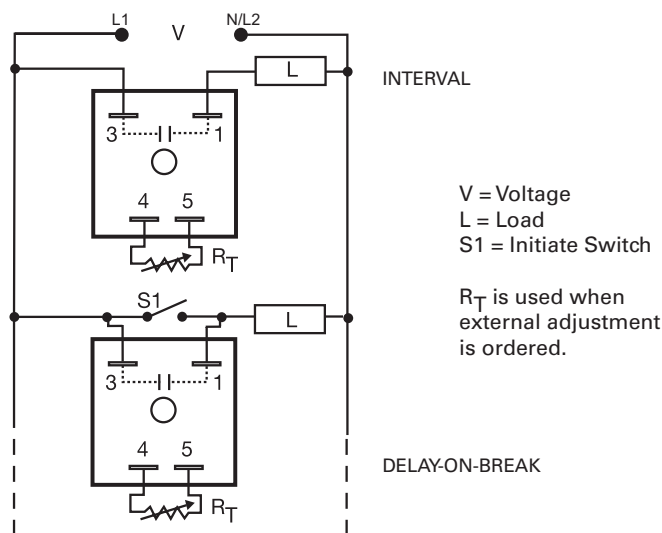 L1 V N/L2
L
INTERVAL
3 1
4 5
RT
V = Voltage
L = Load
S1 = Initiate Switch
RT is used when
external adjustment
is ordered.
S1
L
3 1
4 5
RT
DELAY-ON-BREAK